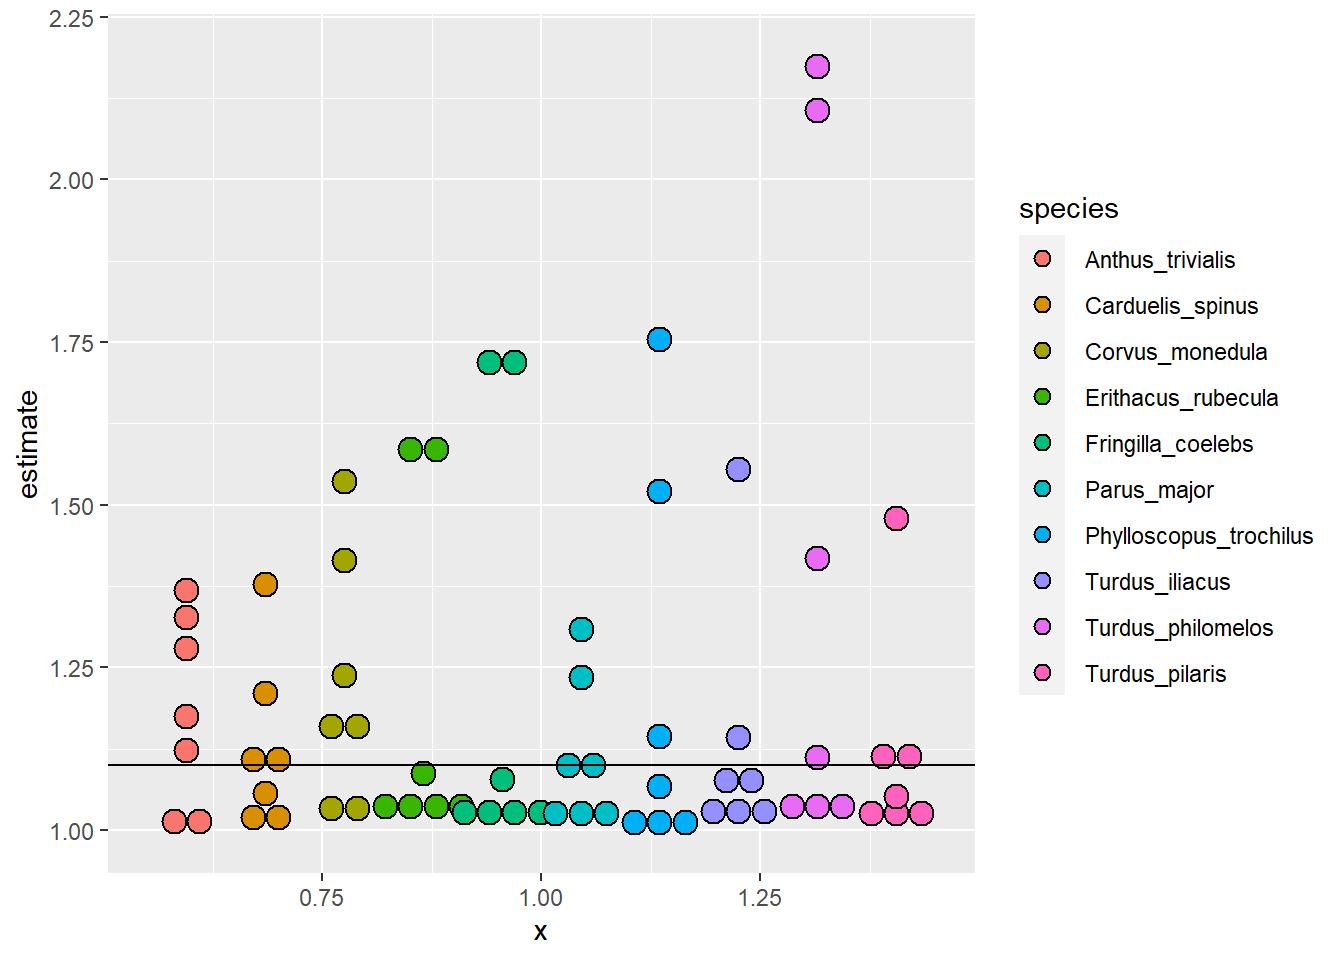 2.25
2.00
1.75
1.50
1.25
1.00
estimate
0.75
1.00
1.25
x
species
Anthus_trivialis
Carduelis_spinus
Corvus_monedula
Erithacus_rubecula
Fringilla_coelebs
Parus_major
Phylloscopus_trochilus
Turdus_iliacus
Turdus_philomelos
Turdus_pilaris